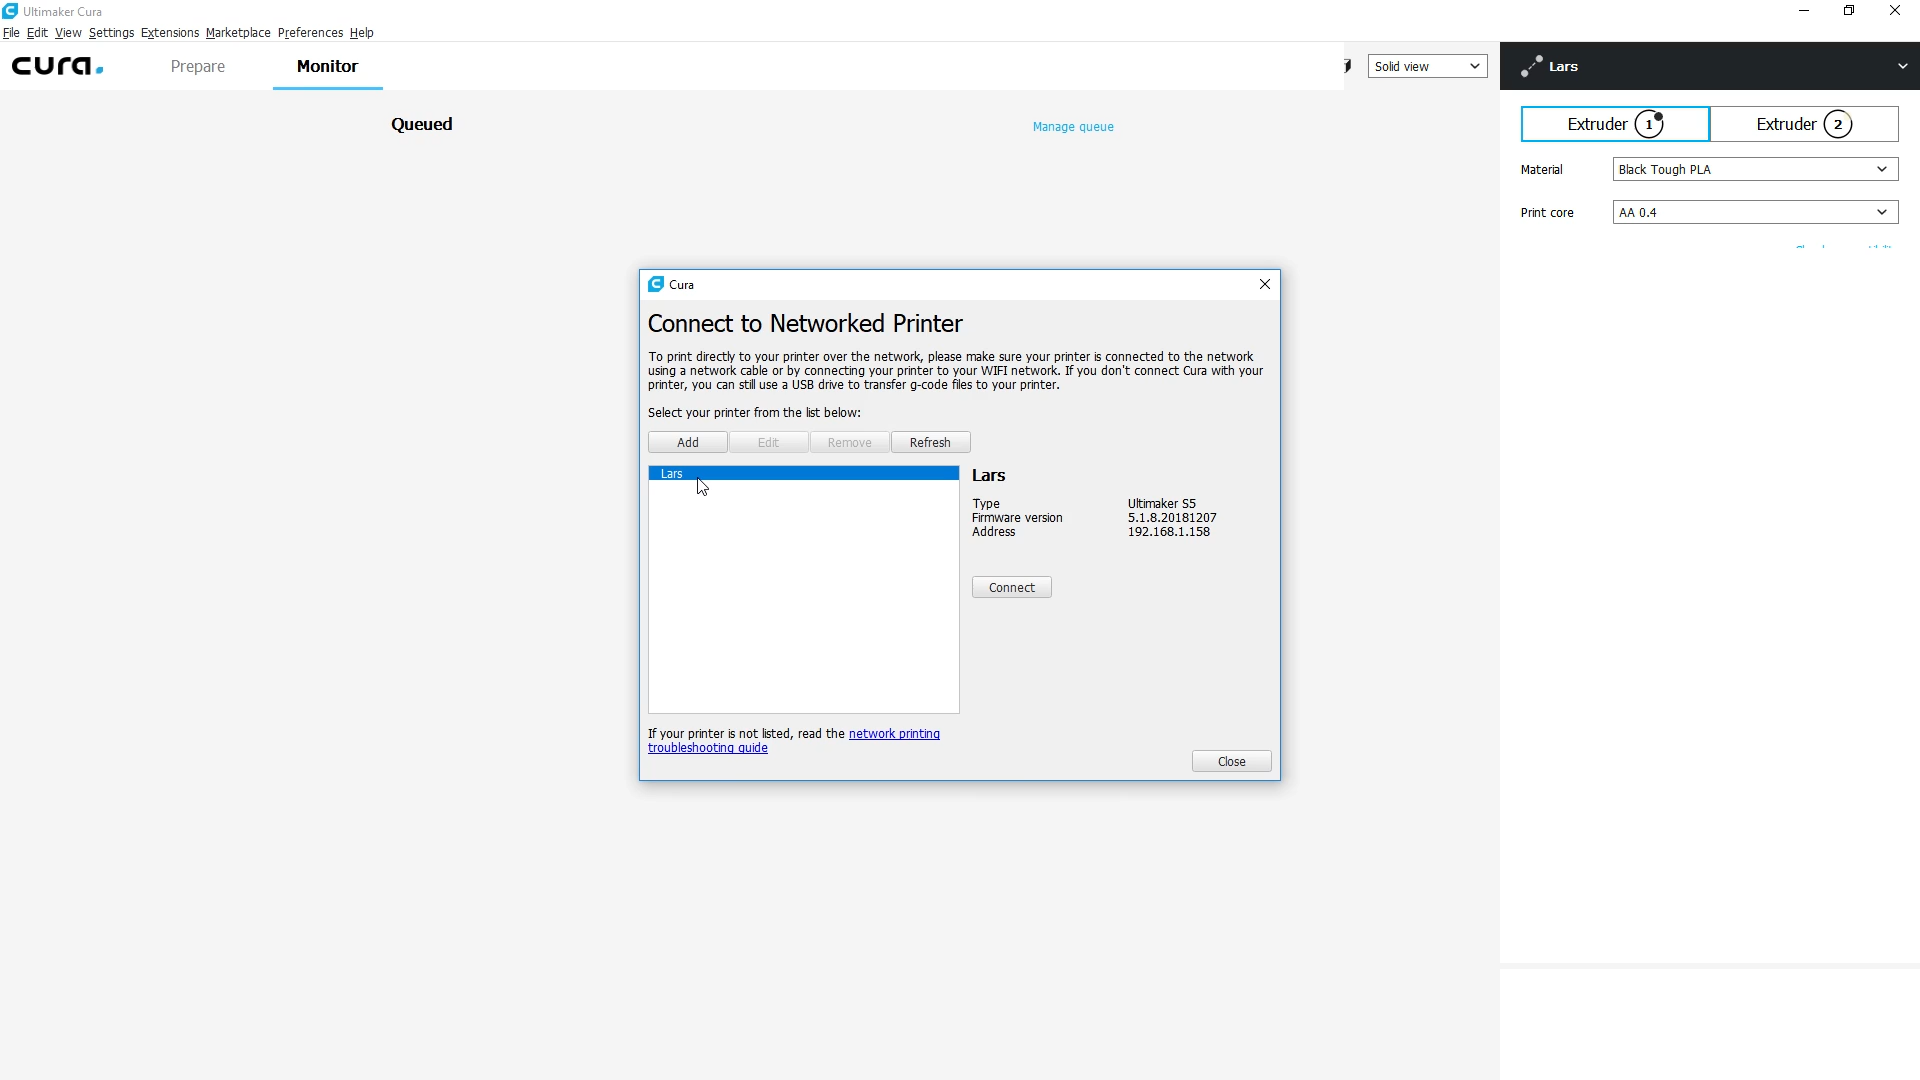 Ultimaker Cura
File Edit View Settings Extensions Marketplace Preferences Help
cura.
Prepare
Monitor
Solid view
Lars
Queued
Manage queue
Extruder 1
Extruder 2
Material
Black Tough PLA
Print core
AA 0.4
Cura
Connect to Networked Printer
To print directly to your printer over the network, please make sure your printer is connected to the network
using a network cable or by connecting your printer to your WIFI network. If you don't connect Cura with your
printer, you can still use a USB drive to transfer g-code files to your printer.
Select your printer from the list below:
Add
Edit
Remove
Refresh
Lars
Lars
Type Ultimaker S5
Firmware version 5.1.8.20181207
Address 192.168.1.158
Connect
If your printer is not listed, read the network printing
troubleshooting guide
Close